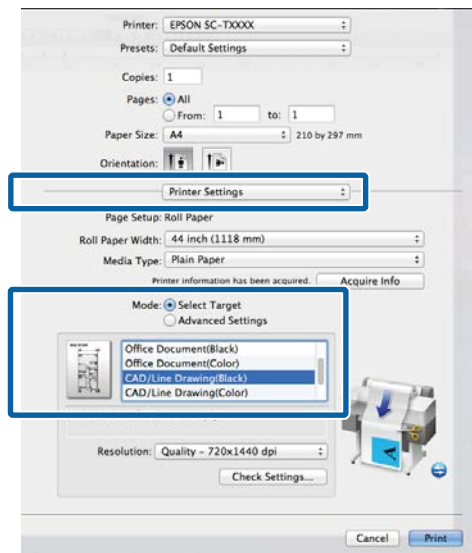 Printer: EPSON SC-TXXXX
Presets: Default Settings
Copies: 1
Pages: All
From: 1 to: 1
Paper Size: A4 210 by 297 mm
Orientation:
Printer Settings
Page Setup: Roll Paper
Roll Paper Width: 44 inch (1118 mm)
Media Type: Plain Paper
Printer information has been acquired. Acquire Info
Mode: Select Target
Advanced Settings
Office Document(Black)
Office Document(Color)
CAD/Line Drawing(Black)
CAD/Line Drawing(Color)
Resolution: Quality - 720x1440 dpi
Check Settings...
A
Cancel Print